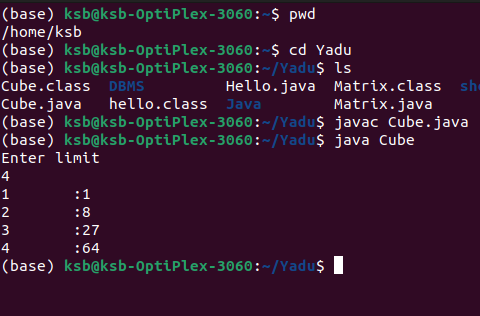 (base) ksb@ksb-OptiPlex-3060:~$ pwd
/home/ksb
(base) ksb@ksb-OptiPlex-3060:~$ cd Yadu
(base) ksb@ksb-OptiPlex-3060:~/Yadu$ ls
Cube.class  DBMS          Hello.java  Matrix.class
Cube.java  hello.class  Java        Matrix.java
(base) ksb@ksb-OptiPlex-3060:~/Yadu$ javac Cube.java
(base) ksb@ksb-OptiPlex-3060:~/Yadu$ java Cube
Enter limit
4
1       :1
2       :8
3       :27
4       :64
(base) ksb@ksb-OptiPlex-3060:~/Yadu$